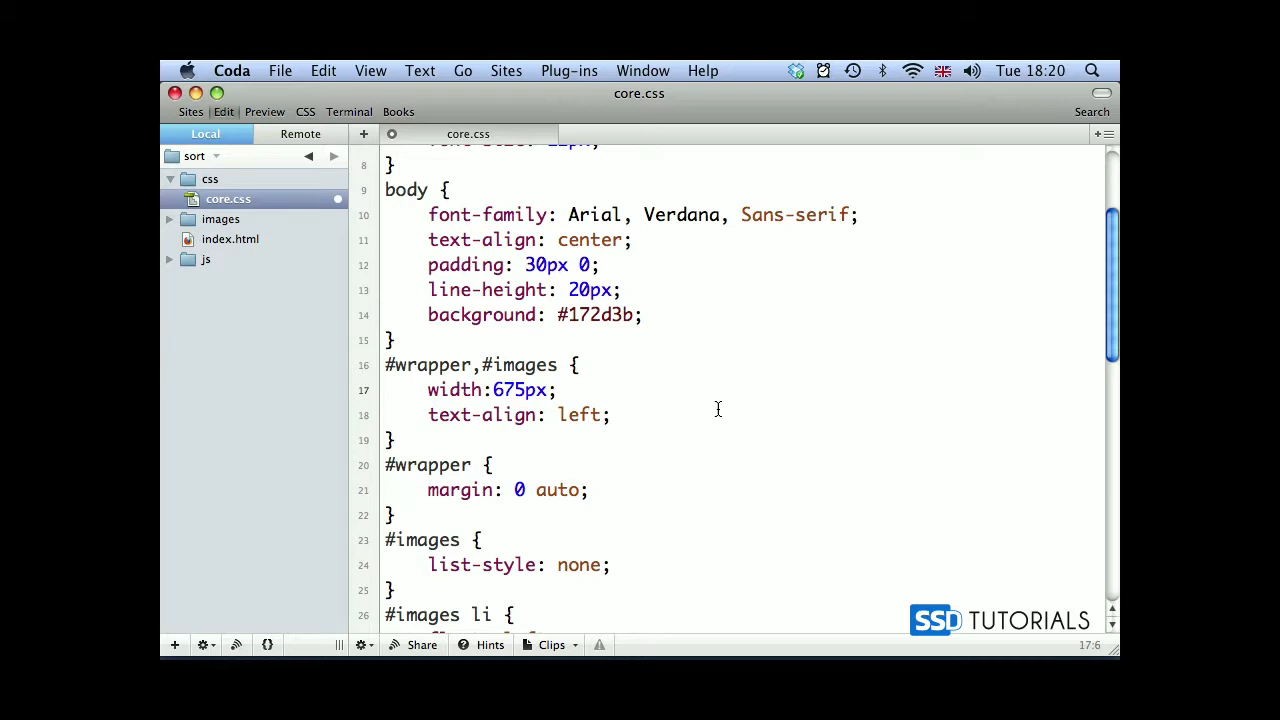 Coda File Edit View Text Go Sites Plug-ins Window Help Tue 18:20
core.css
Sites Edit Preview CSS Terminal Books Search
Local Remote + core.css
sort
css
core.css
images
index.html
js
8 }
9 body {
10 font-family: Arial, Verdana, Sans-serif;
11 text-align: center;
12 padding: 30px 0;
13 line-height: 20px;
14 background: #172d3b;
15 }
16 #wrapper,#images {
17 width:675px;
18 text-align: left;
19 }
20 #wrapper {
21 margin: 0 auto;
22 }
23 #images {
24 list-style: none;
25 }
26 #images li {
SSD TUTORIALS
Share Hints Clips 17:6